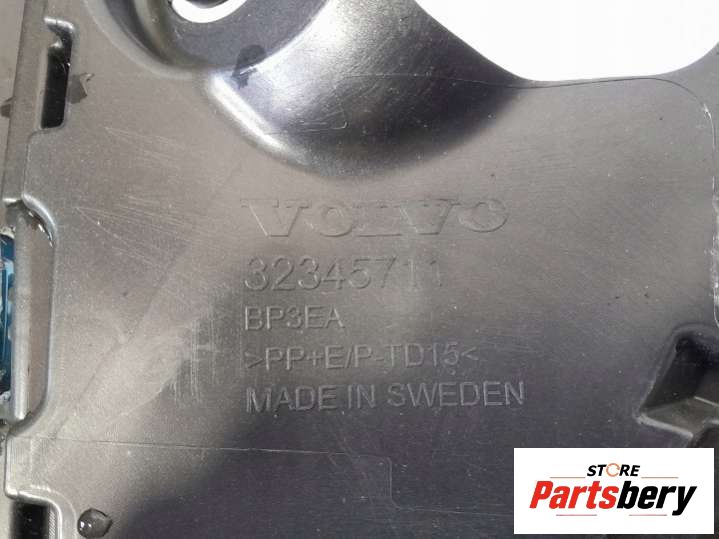 VOLVO
32345711
BP3EA
>PP+E/P-TD15<
MADE IN SWEDEN
STORE
Partsbery